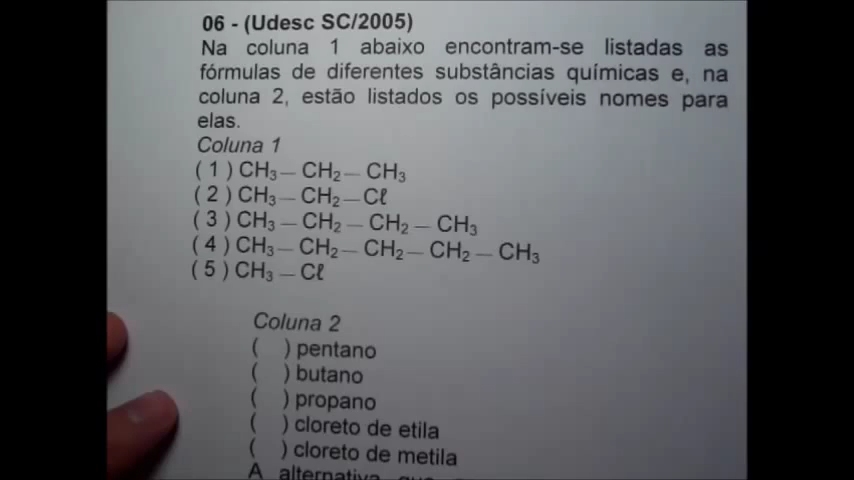 06 - (Udesc SC/2005)
Na coluna 1 abaixo encontram-se listadas as
fórmulas de diferentes substâncias químicas e, na
coluna 2, estão listados os possíveis nomes para
elas.
Coluna 1
( 1 ) CH₃ — CH₂ — CH₃
( 2 ) CH₃ — CH₂ — Cℓ
( 3 ) CH₃ — CH₂ — CH₂ — CH₃
( 4 ) CH₃ — CH₂ — CH₂ — CH₂ — CH₃
( 5 ) CH₃ — Cℓ
Coluna 2
( ) pentano
( ) butano
( ) propano
( ) cloreto de etila
( ) cloreto de metila
A alternativa que